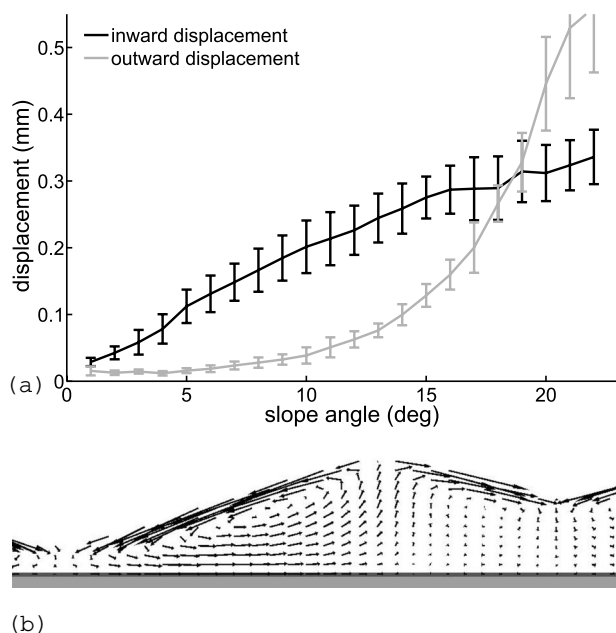 inward displacement
outward displacement
displacement (mm)
0.5
0.4
0.3
0.2
0.1
0
0 5 10 15 20
slope angle (deg)
(a)
(b)